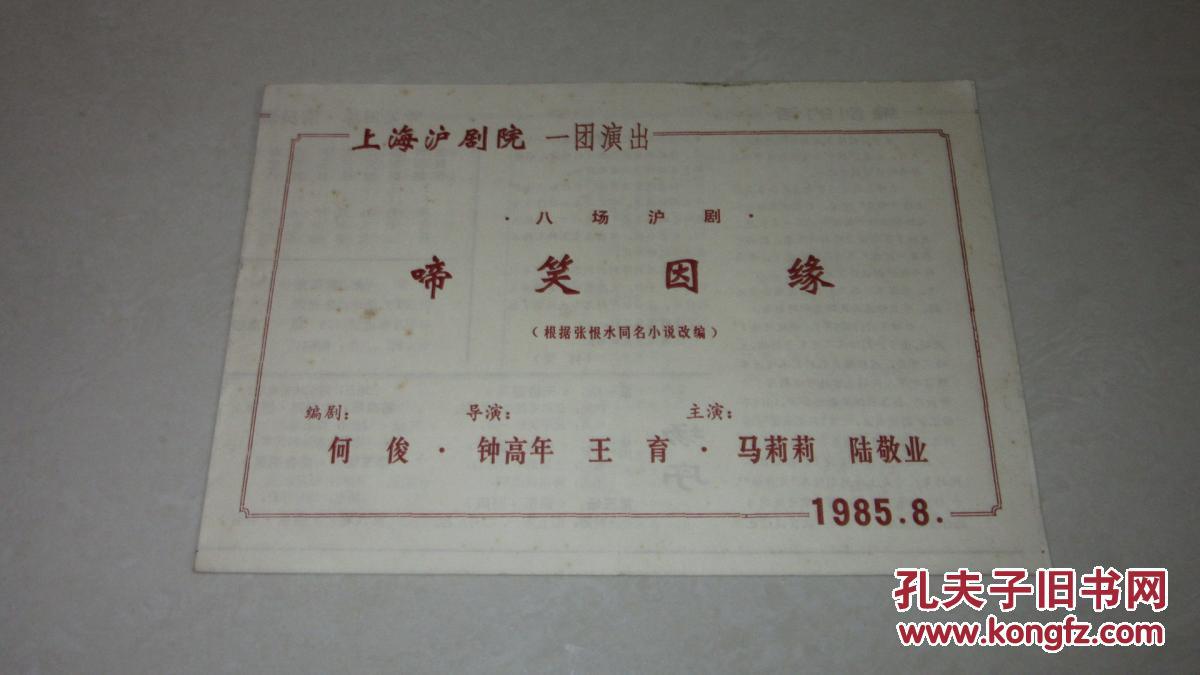 上海沪剧院 一团演出
·八场沪剧·
啼笑因缘
（根据张恨水同名小说改编）
编剧： 导演： 主演：
何俊·钟高年 王育·马莉莉 陆敬业
1985.8.
孔夫子旧书网
www.kongfz.com